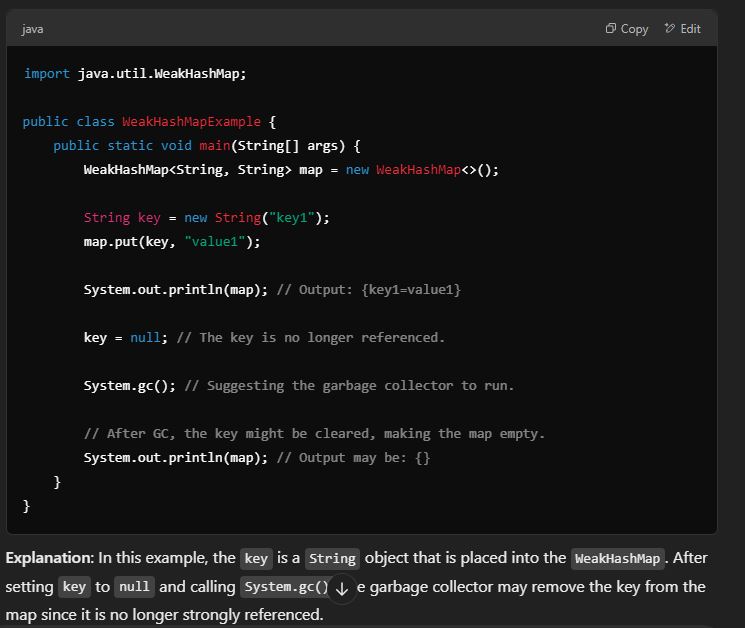 java
Copy
Edit
import java.util.WeakHashMap;
public class WeakHashMapExample {
public static void main(String[] args) {
WeakHashMap<String, String> map = new WeakHashMap<>();
String key = new String("key1");
map.put(key, "value1");
System.out.println(map); // Output: {key1=value1}
key = null; // The key is no longer referenced.
System.gc(); // Suggesting the garbage collector to run.
// After GC, the key might be cleared, making the map empty.
System.out.println(map); // Output may be: {}
}
}
Explanation: In this example, the key is a String object that is placed into the WeakHashMap. After
setting key to null and calling System.gc() e garbage collector may remove the key from the
map since it is no longer strongly referenced.